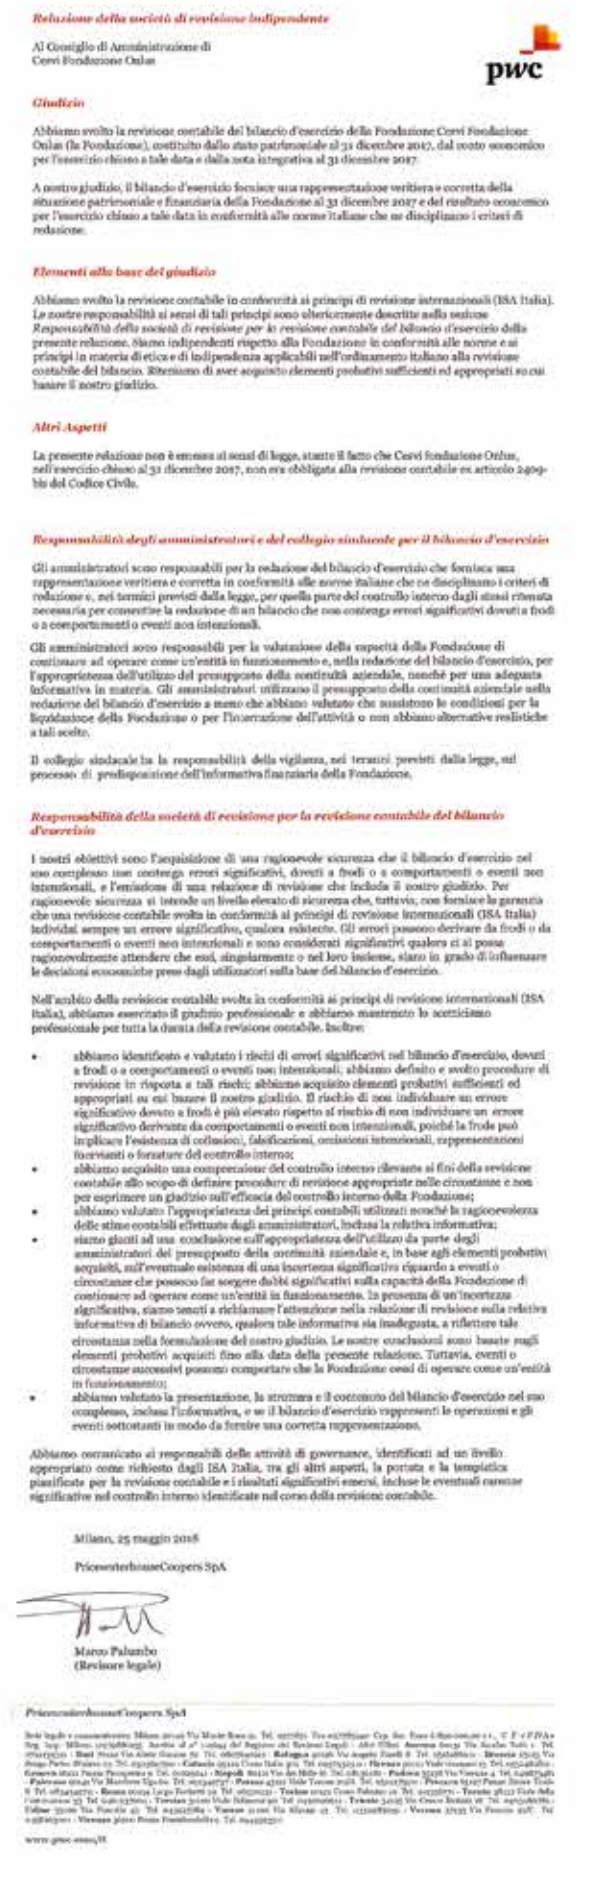 Relazione della società di revisione indipendente
Al Consiglio di Amministrazione di
Cesvi Fondazione Onlus
pwc
Giudizio
Abbiamo svolto la revisione contabile del bilancio d'esercizio della Fondazione Cesvi Fondazione
Onlus (la Fondazione), costituito dallo stato patrimoniale al 31 dicembre 2017, dal conto economico
per l'esercizio chiuso a tale data e dalla nota integrativa al 31 dicembre 2017.
A nostro giudizio, il bilancio d'esercizio fornisce una rappresentazione veritiera e corretta della
situazione patrimoniale e finanziaria della Fondazione al 31 dicembre 2017 e del risultato economico
per l'esercizio chiuso a tale data in conformità alle norme italiane che ne disciplinano i criteri di
redazione.
Elementi alla base del giudizio
Abbiamo svolto la revisione contabile in conformità ai principi di revisione internazionali (ISA Italia).
Le nostre responsabilità ai sensi di tali principi sono ulteriormente descritte nella sezione
Responsabilità della società di revisione per la revisione contabile del bilancio d'esercizio della
presente relazione. Siamo indipendenti rispetto alla Fondazione in conformità alle norme e ai
principi in materia di etica e di indipendenza applicabili nell'ordinamento italiano alla revisione
contabile del bilancio. Riteniamo di aver acquisito elementi probativi sufficienti ed appropriati su cui
basare il nostro giudizio.
Altri Aspetti
La presente relazione non è emessa ai sensi di legge, stante il fatto che Cesvi fondazione Onlus,
nell'esercizio chiuso al 31 dicembre 2017, non era obbligata alla revisione contabile ex articolo 2409-
bis del Codice Civile.
Responsabilità degli amministratori e del collegio sindacale per il bilancio d'esercizio
Gli amministratori sono responsabili per la redazione del bilancio d'esercizio che fornisca una
rappresentazione veritiera e corretta in conformità alle norme italiane che ne disciplinano i criteri di
redazione e, nei termini previsti dalla legge, per quella parte del controllo interno dagli stessi ritenuta
necessaria per consentire la redazione di un bilancio che non contenga errori significativi dovuti a frodi
o a comportamenti o eventi non intenzionali.
Gli amministratori sono responsabili per la valutazione della capacità della Fondazione di
continuare ad operare come un'entità in funzionamento e, nella redazione del bilancio d'esercizio, per
l'appropriatezza dell'utilizzo del presupposto della continuità aziendale, nonché per una adeguata
informativa in materia. Gli amministratori utilizzano il presupposto della continuità aziendale nella
redazione del bilancio d'esercizio a meno che abbiano valutato che sussistono le condizioni per la
liquidazione della Fondazione o per l'interruzione dell'attività o non abbiano alternative realistiche
a tali scelte.
Il collegio sindacale ha la responsabilità della vigilanza, nei termini previsti dalla legge, sul
processo di predisposizione dell'informativa finanziaria della Fondazione.
Responsabilità della società di revisione per la revisione contabile del bilancio
d'esercizio
I nostri obiettivi sono l'acquisizione di una ragionevole sicurezza che il bilancio d'esercizio nel
suo complesso non contenga errori significativi, dovuti a frodi o a comportamenti o eventi non
intenzionali, e l'emissione di una relazione di revisione che includa il nostro giudizio. Per
ragionevole sicurezza si intende un livello elevato di sicurezza che, tuttavia, non fornisce la garanzia
che una revisione contabile svolta in conformità ai principi di revisione internazionali (ISA Italia)
individui sempre un errore significativo, qualora esistente. Gli errori possono derivare da frodi o da
comportamenti o eventi non intenzionali e sono considerati significativi qualora ci si possa
ragionevolmente attendere che essi, singolarmente o nel loro insieme, siano in grado di influenzare
le decisioni economiche prese dagli utilizzatori sulla base del bilancio d'esercizio.
Nell'ambito della revisione contabile svolta in conformità ai principi di revisione internazionali (ISA
Italia), abbiamo esercitato il giudizio professionale e abbiamo mantenuto lo scetticismo
professionale per tutta la durata della revisione contabile. Inoltre:
• abbiamo identificato e valutato i rischi di errori significativi nel bilancio d'esercizio, dovuti
a frodi o a comportamenti o eventi non intenzionali; abbiamo definito e svolto procedure di
revisione in risposta a tali rischi; abbiamo acquisito elementi probativi sufficienti ed
appropriati su cui basare il nostro giudizio. Il rischio di non individuare un errore
significativo dovuto a frodi è più elevato rispetto al rischio di non individuare un errore
significativo derivante da comportamenti o eventi non intenzionali, poiché la frode può
implicare l'esistenza di collusioni, falsificazioni, omissioni intenzionali, rappresentazioni
fuorvianti o forzature del controllo interno;
• abbiamo acquisito una comprensione del controllo interno rilevante ai fini della revisione
contabile allo scopo di definire procedure di revisione appropriate nelle circostanze e non
per esprimere un giudizio sull'efficacia del controllo interno della Fondazione;
• abbiamo valutato l'appropriatezza dei principi contabili utilizzati nonché la ragionevolezza
delle stime contabili effettuate dagli amministratori, inclusa la relativa informativa;
• siamo giunti ad una conclusione sull'appropriatezza dell'utilizzo da parte degli
amministratori del presupposto della continuità aziendale e, in base agli elementi probativi
acquisiti, sull'eventuale esistenza di una incertezza significativa riguardo a eventi o
circostanze che possono far sorgere dubbi significativi sulla capacità della Fondazione di
continuare ad operare come un'entità in funzionamento. In presenza di un'incertezza
significativa, siamo tenuti a richiamare l'attenzione nella relazione di revisione sulla relativa
informativa di bilancio ovvero, qualora tale informativa sia inadeguata, a riflettere tale
circostanza nella formulazione del nostro giudizio. Le nostre conclusioni sono basate sugli
elementi probativi acquisiti fino alla data della presente relazione. Tuttavia, eventi o
circostanze successivi possono comportare che la Fondazione cessi di operare come un'entità
in funzionamento;
• abbiamo valutato la presentazione, la struttura e il contenuto del bilancio d'esercizio nel suo
complesso, inclusa l'informativa, e se il bilancio d'esercizio rappresenti le operazioni e gli
eventi sottostanti in modo da fornire una corretta rappresentazione.
Abbiamo comunicato ai responsabili delle attività di governance, identificati ad un livello
appropriato come richiesto dagli ISA Italia, tra gli altri aspetti, la portata e la tempistica
pianificate per la revisione contabile e i risultati significativi emersi, incluse le eventuali carenze
significative nel controllo interno identificate nel corso della revisione contabile.
Milano, 25 maggio 2018
PricewaterhouseCoopers SpA
Marco Palumbo
(Revisore legale)
PricewaterhouseCoopers SpA